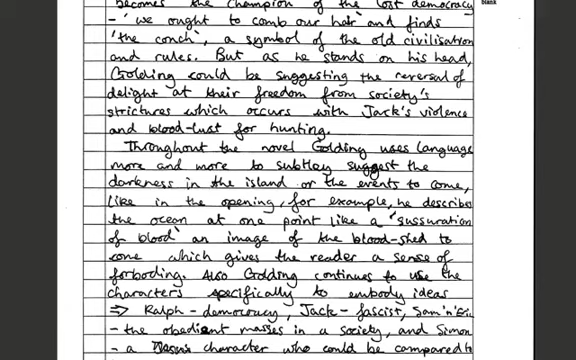 becomes the champion of the lost democracy
- 'we ought to comb our hair' and finds
'the conch', a symbol of the old civilisation
and rules. But as he stands on his head,
Golding could be suggesting the reversal of
delight at their freedom from society's
strictures which occurs with Jack's violence
and blood-lust for hunting.
Throughout the novel Golding uses language
more and more to subtley suggest the
darkness in the island or the events to come,
like in the opening, for example, he describes
the ocean at one point like a 'sussuration
of blood' an image of the blood-shed to
come which gives the reader a sense of
forboding. Also Golding continues to use the
characters specifically to embody ideas
⇒ Ralph - democracy, Jack - fascist, Sam'n'Eric
- the obedient masses in a society, and Simon
- a Jesus character who could be compared to
blank